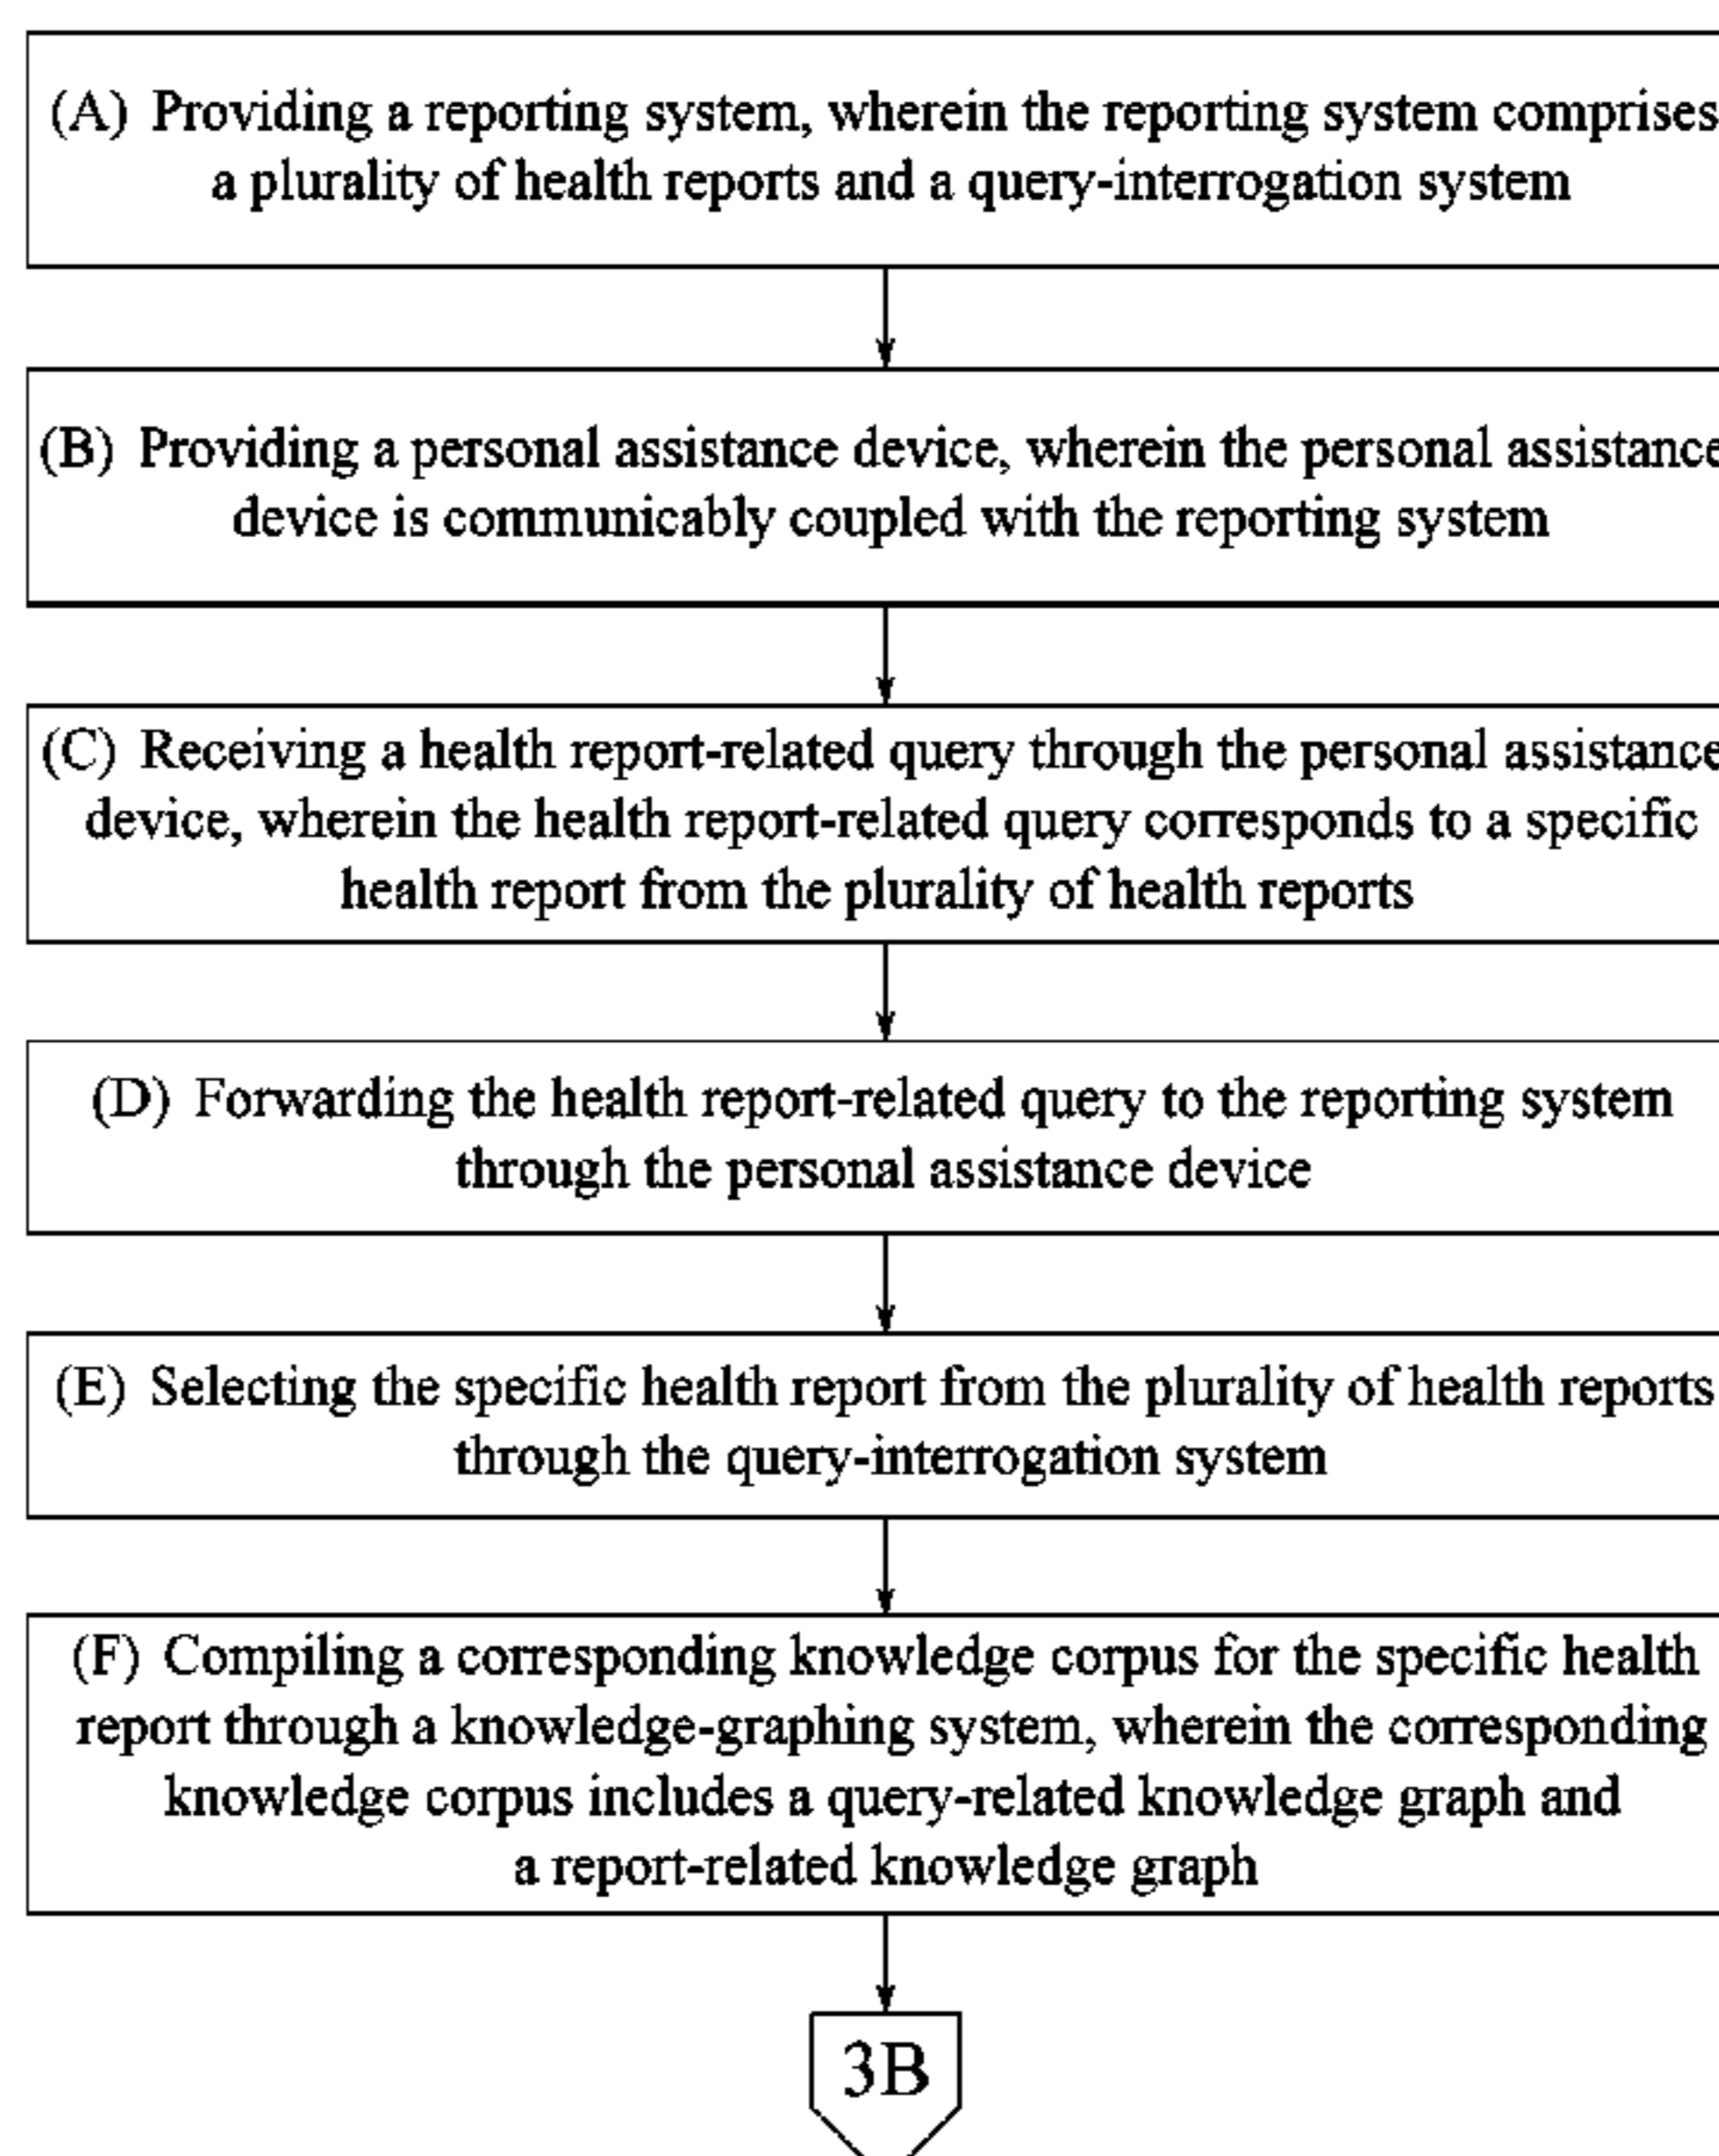 (A) Providing a reporting system, wherein the reporting system comprises
a plurality of health reports and a query-interrogation system
(B) Providing a personal assistance device, wherein the personal assistance
device is communicably coupled with the reporting system
(C) Receiving a health report-related query through the personal assistance
device, wherein the health report-related query corresponds to a specific
health report from the plurality of health reports
(D) Forwarding the health report-related query to the reporting system
through the personal assistance device
(E) Selecting the specific health report from the plurality of health reports
through the query-interrogation system
(F) Compiling a corresponding knowledge corpus for the specific health
report through a knowledge-graphing system, wherein the corresponding
knowledge corpus includes a query-related knowledge graph and
a report-related knowledge graph
3B